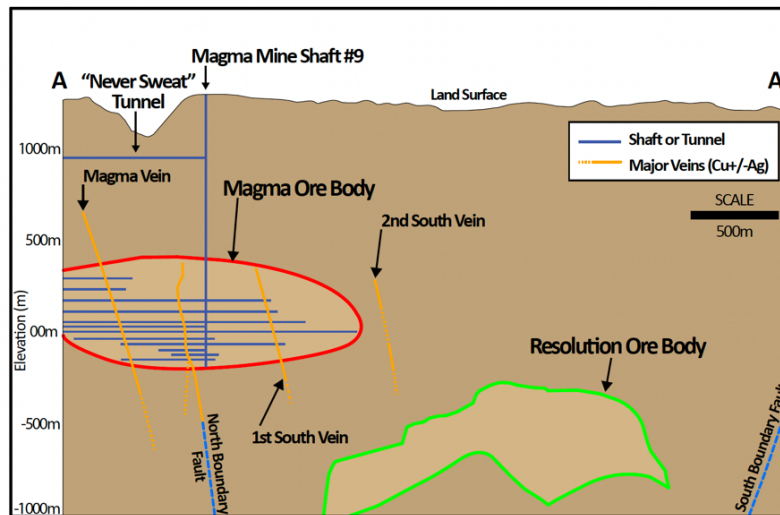 Magma Mine Shaft #9
A
“Never Sweat”
Tunnel
Land Surface
A
1000m
Shaft or Tunnel
Major Veins (Cu+/-Ag)
Magma Vein
Magma Ore Body
SCALE
500m
2nd South Vein
500m
Elevation (m)
00m
Resolution Ore Body
-500m
1st South Vein
North Boundary
Fault
South Boundary Fault
-1000m